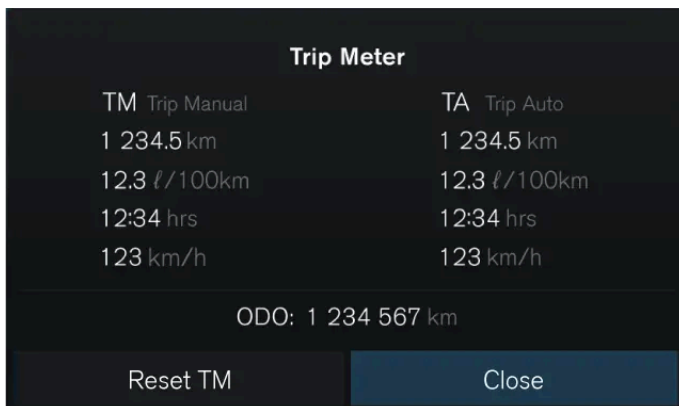 Trip Meter
TM Trip Manual
1 234.5 km
12.3 ℓ/100km
12:34 hrs
123 km/h
TA Trip Auto
1 234.5 km
12.3 ℓ/100km
12:34 hrs
123 km/h
ODO: 1 234 567 km
Reset TM
Close